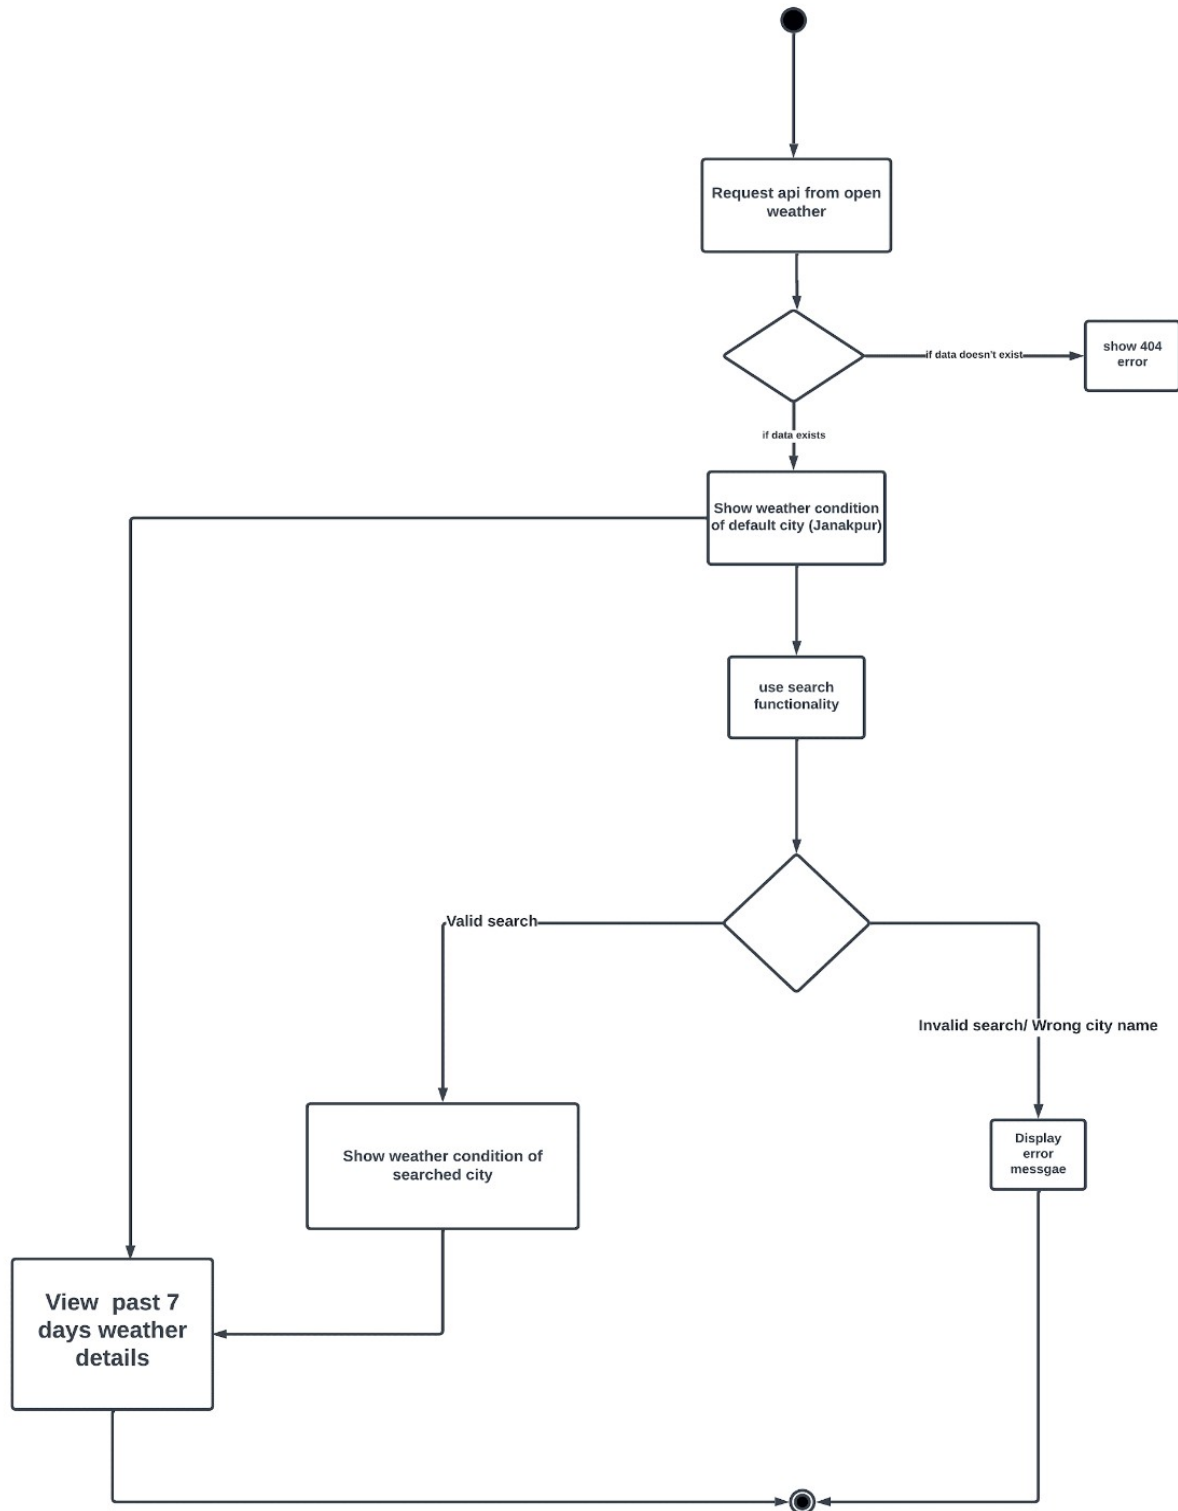 Request api from open
weather
if data doesn't exist
show 404
error
if data exists
Show weather condition
of default city (Janakpur)
use search
functionality
Valid search
Invalid search/ Wrong city name
Show weather condition of
searched city
Display
error
messgae
View  past 7
days weather
details